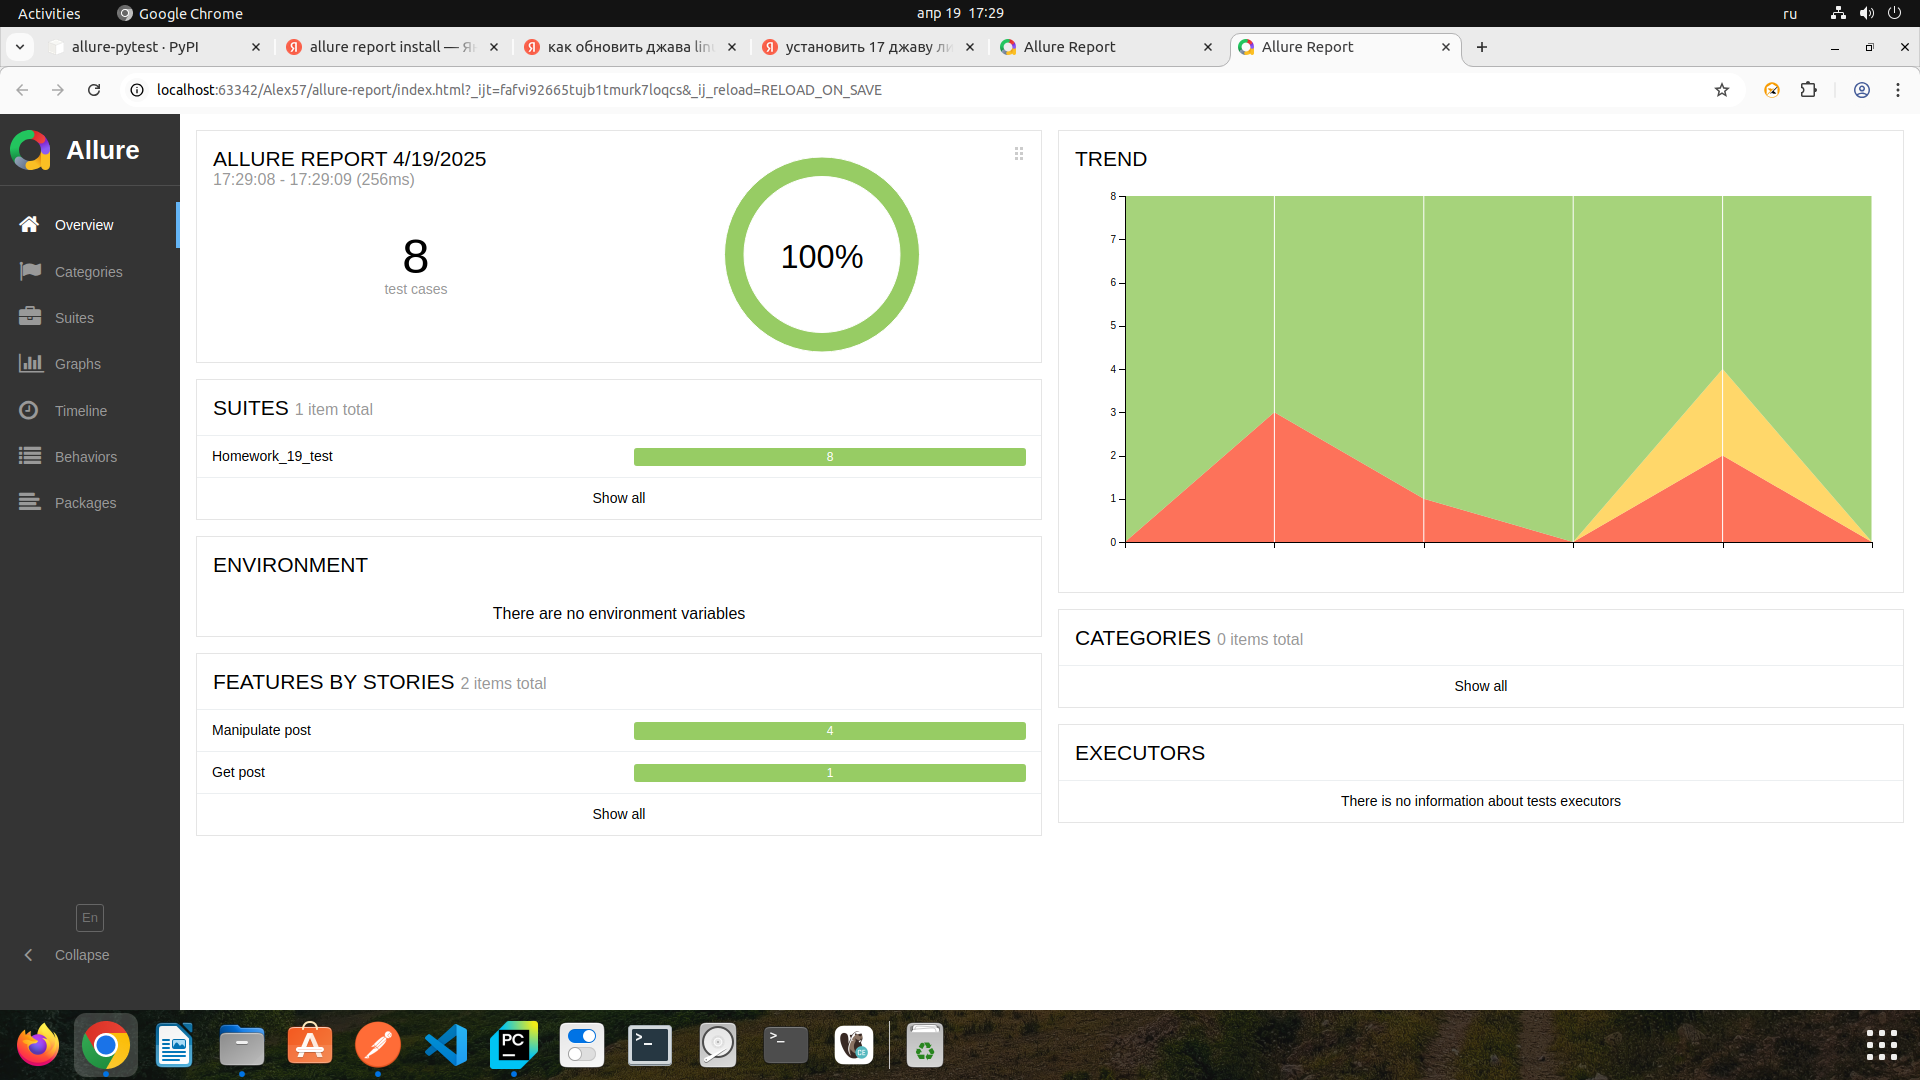 Activities
Google Chrome
апр 19 17:29
ru
allure-pytest · PyPI
allure report install — Ян
как обновить джава linu
установить 17 джаву ли
Allure Report
Allure Report
localhost:63342/Alex57/allure-report/index.html?_ijt=fafvi92665tujb1tmurk7loqcs&_ij_reload=RELOAD_ON_SAVE
Allure
Overview
Categories
Suites
Graphs
Timeline
Behaviors
Packages
En
Collapse
ALLURE REPORT 4/19/2025
17:29:08 - 17:29:09 (256ms)
8
test cases
100%
SUITES 1 item total
Homework_19_test
8
Show all
ENVIRONMENT
There are no environment variables
FEATURES BY STORIES 2 items total
Manipulate post
4
Get post
1
Show all
TREND
8
7
6
5
4
3
2
1
0
CATEGORIES 0 items total
Show all
EXECUTORS
There is no information about tests executors
PC
CE